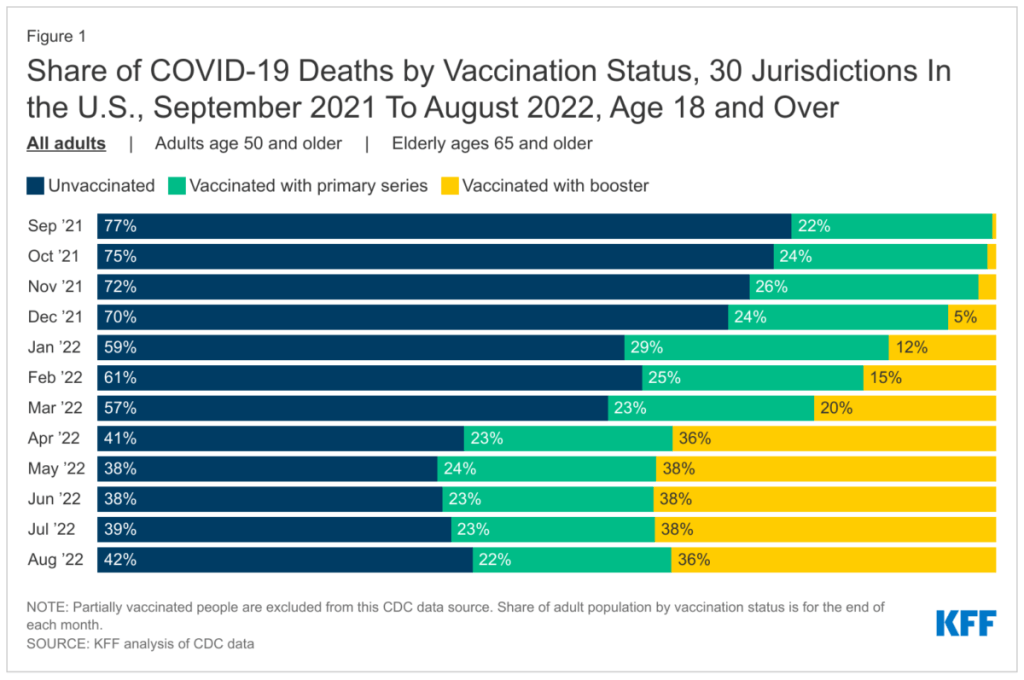 Figure 1
Share of COVID-19 Deaths by Vaccination Status, 30 Jurisdictions In
the U.S., September 2021 To August 2022, Age 18 and Over
All adults | Adults age 50 and older | Elderly ages 65 and older
Unvaccinated Vaccinated with primary series Vaccinated with booster
Sep ’21 77% 22%
Oct ’21 75% 24%
Nov ’21 72% 26%
Dec ’21 70% 24% 5%
Jan ’22 59% 29% 12%
Feb ’22 61% 25% 15%
Mar ’22 57% 23% 20%
Apr ’22 41% 23% 36%
May ’22 38% 24% 38%
Jun ’22 38% 23% 38%
Jul ’22 39% 23% 38%
Aug ’22 42% 22% 36%
NOTE: Partially vaccinated people are excluded from this CDC data source. Share of adult population by vaccination status is for the end of
each month.
SOURCE: KFF analysis of CDC data
KFF